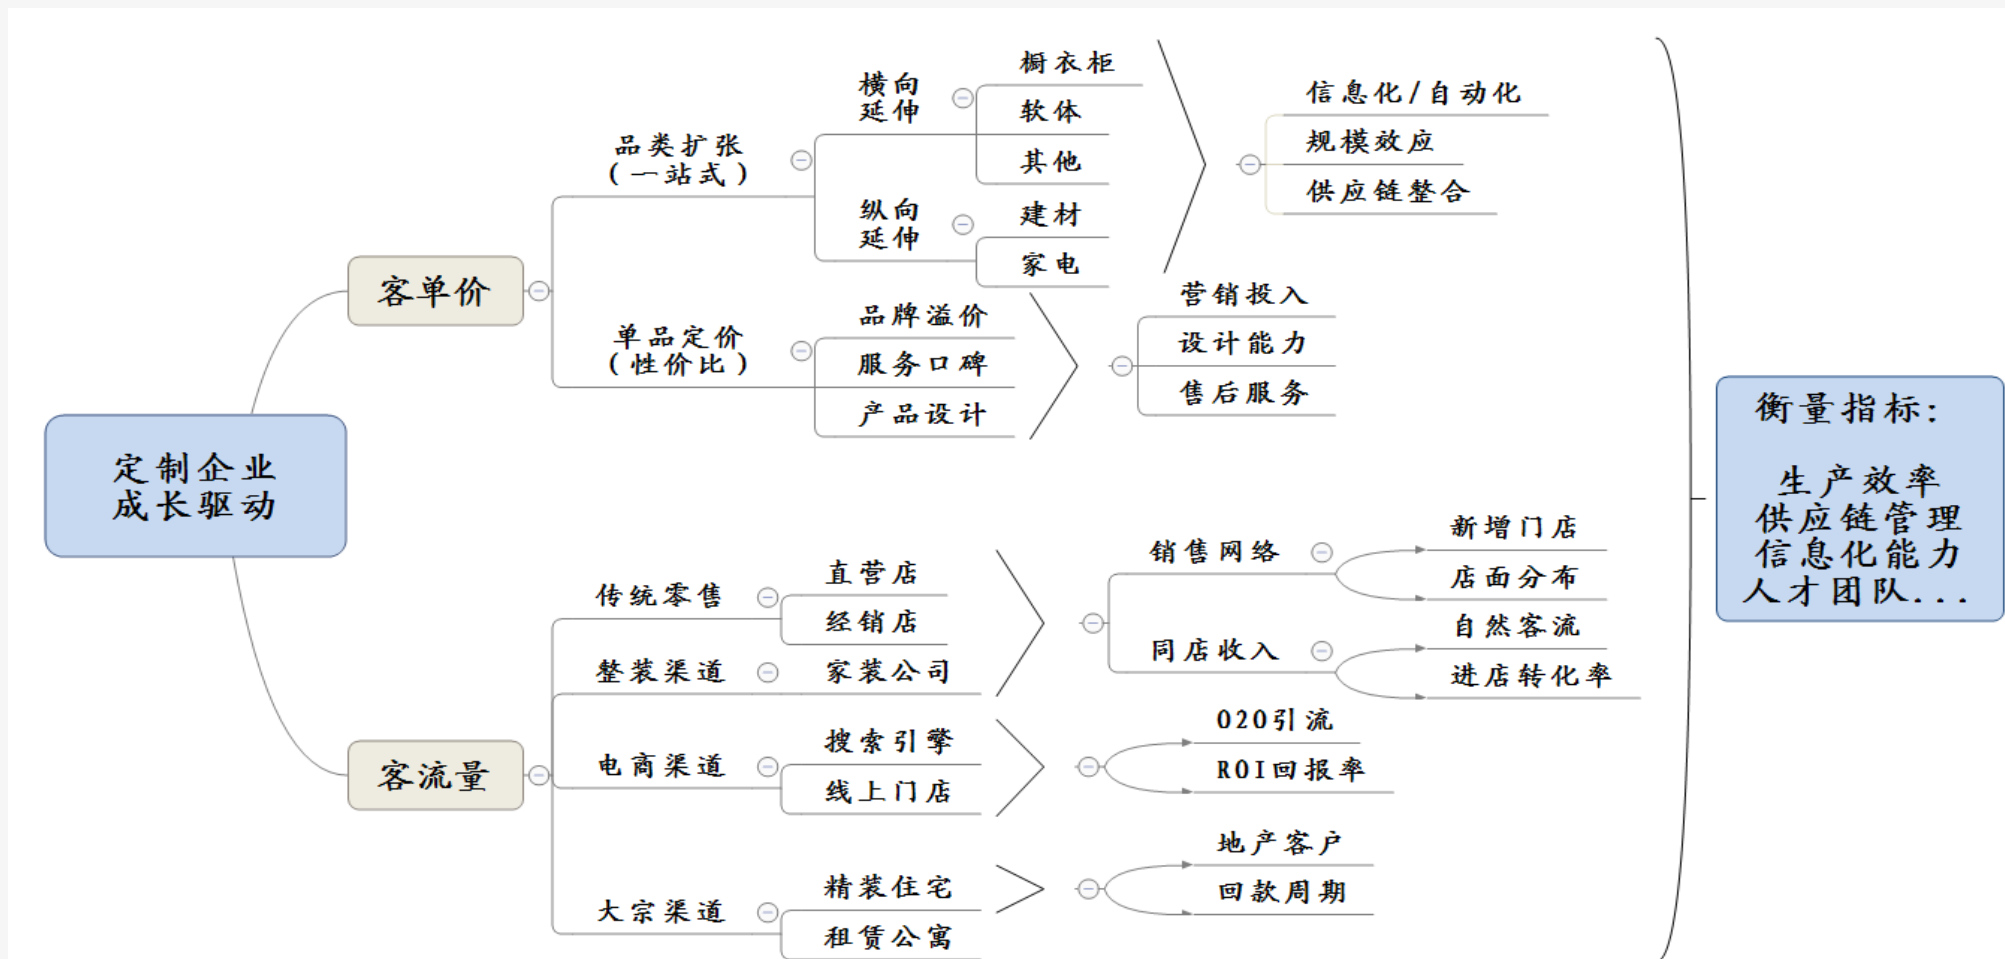 定制企业
成长驱动
客单价
品类扩张
(一站式)
横向
延伸
橱衣柜
软体
其他
纵向
延伸
建材
家电
信息化/自动化
规模效应
供应链整合
单品定价
(性价比)
品牌溢价
服务口碑
产品设计
营销投入
设计能力
售后服务
客流量
传统零售
直营店
经销店
整装渠道
家装公司
销售网络
新增门店
店面分布
同店收入
自然客流
进店转化率
电商渠道
搜索引擎
线上门店
O2O引流
ROI回报率
大宗渠道
精装住宅
租赁公寓
地产客户
回款周期
衡量指标:
生产效率
供应链管理
信息化能力
人才团队...